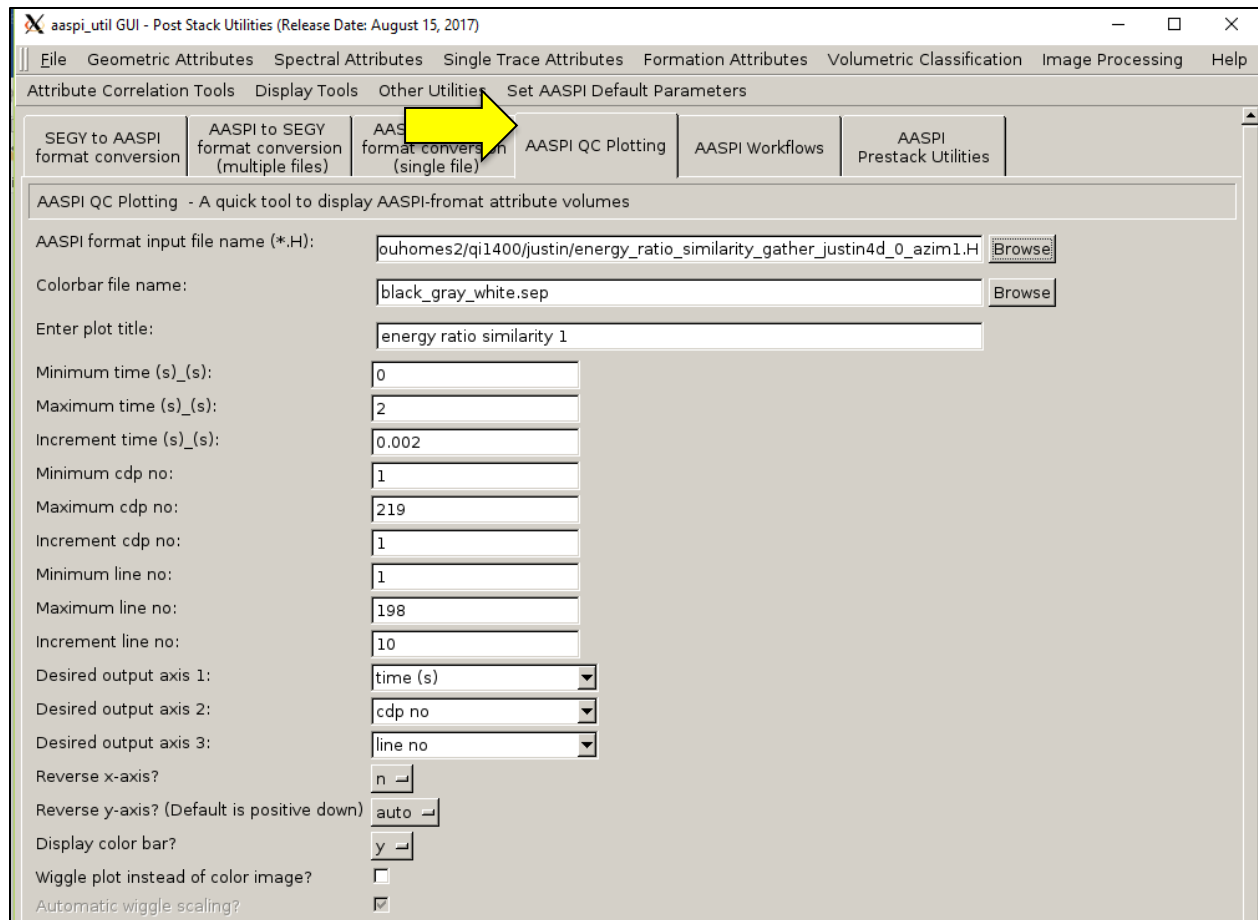 aaspi_util GUI - Post Stack Utilities (Release Date: August 15, 2017)
File Geometric Attributes Spectral Attributes Single Trace Attributes Formation Attributes Volumetric Classification Image Processing Help
Attribute Correlation Tools Display Tools Other Utilities Set AASPI Default Parameters
SEGY to AASPI
format conversion
AASPI to SEGY
format conversion
(multiple files)
format conversion
(single file)
AASPI QC Plotting
AASPI Workflows
AASPI
Prestack Utilities
AASPI QC Plotting - A quick tool to display AASPI-fromat attribute volumes
AASPI format input file name (*.H): ouhomes2/qi1400/justin/energy_ratio_similarity_gather_justin4d_0_azim1.H Browse
Colorbar file name: black_gray_white.sep Browse
Enter plot title: energy ratio similarity 1
Minimum time (s)_(s): 0
Maximum time (s)_(s): 2
Increment time (s)_(s): 0.002
Minimum cdp no: 1
Maximum cdp no: 219
Increment cdp no: 1
Minimum line no: 1
Maximum line no: 198
Increment line no: 10
Desired output axis 1: time (s)
Desired output axis 2: cdp no
Desired output axis 3: line no
Reverse x-axis? n
Reverse y-axis? (Default is positive down) auto
Display color bar? y
Wiggle plot instead of color image?
Automatic wiggle scaling?